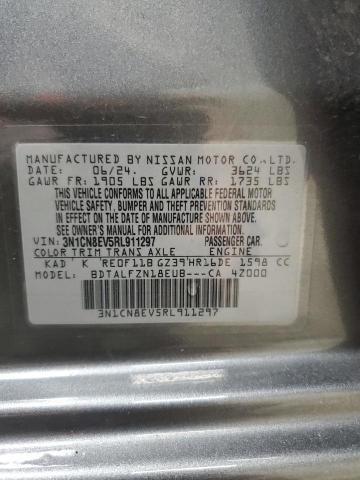 MANUFACTURED BY NISSAN MOTOR CO.,LTD.
DATE: 06/24. GVWR: 3624 LBS
GAWR FR: 1905 LBS GAWR RR: 1735 LBS
THIS VEHICLE CONFORMS TO ALL APPLICABLE FEDERAL MOTOR
VEHICLE SAFETY, BUMPER AND THEFT PREVENTION STANDARDS
IN EFFECT ON THE DATE OF MANUFACTURE SHOWN ABOVE.
SEE OWNER'S MANUAL FOR ADDITIONAL INFORMATION
VIN: 3N1CN8EV5RL911297 PASSENGER CAR.
COLOR TRIM TRANS AXLE ENGINE
KAD K RE0F11B GZ39 HR16DE 1598 CC
MODEL: BDTALFZN18EUB---CA 4Z000
3N1CN8EV5RL911297